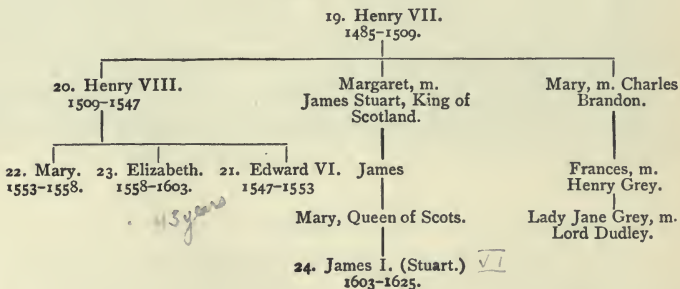 19. Henry VII.
1485–1509.
20. Henry VIII.
1509–1547
Margaret, m.
James Stuart, King of
Scotland.
Mary, m. Charles
Brandon.
22. Mary.
1553–1558.
23. Elizabeth.
1558–1603.
43 years
21. Edward VI.
1547–1553
James
Frances, m.
Henry Grey.
Mary, Queen of Scots.
Lady Jane Grey, m.
Lord Dudley.
24. James I. (Stuart.) VI
1603–1625.